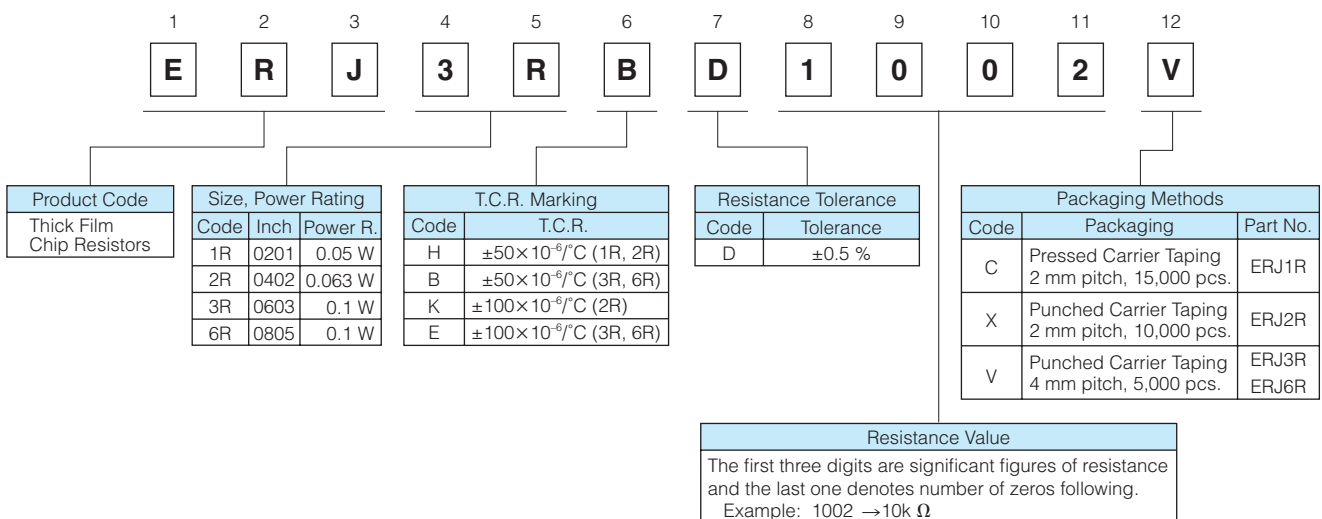 1 2 3 4 5 6 7 8 9 10 11 12
E R J 3 R B D 1 0 0 2 V
Product Code
Thick Film
Chip Resistors
Size, Power Rating
Code Inch Power R.
1R 0201 0.05 W
2R 0402 0.063 W
3R 0603 0.1 W
6R 0805 0.1 W
T.C.R. Marking
Code T.C.R.
H ±50×10⁻⁶/°C (1R, 2R)
B ±50×10⁻⁶/°C (3R, 6R)
K ±100×10⁻⁶/°C (2R)
E ±100×10⁻⁶/°C (3R, 6R)
Resistance Tolerance
Code Tolerance
D ±0.5 %
Packaging Methods
Code Packaging Part No.
C Pressed Carrier Taping
2 mm pitch, 15,000 pcs. ERJ1R
X Punched Carrier Taping
2 mm pitch, 10,000 pcs. ERJ2R
V Punched Carrier Taping ERJ3R
4 mm pitch, 5,000 pcs. ERJ6R
Resistance Value
The first three digits are significant figures of resistance
and the last one denotes number of zeros following.
Example: 1002 →10k Ω